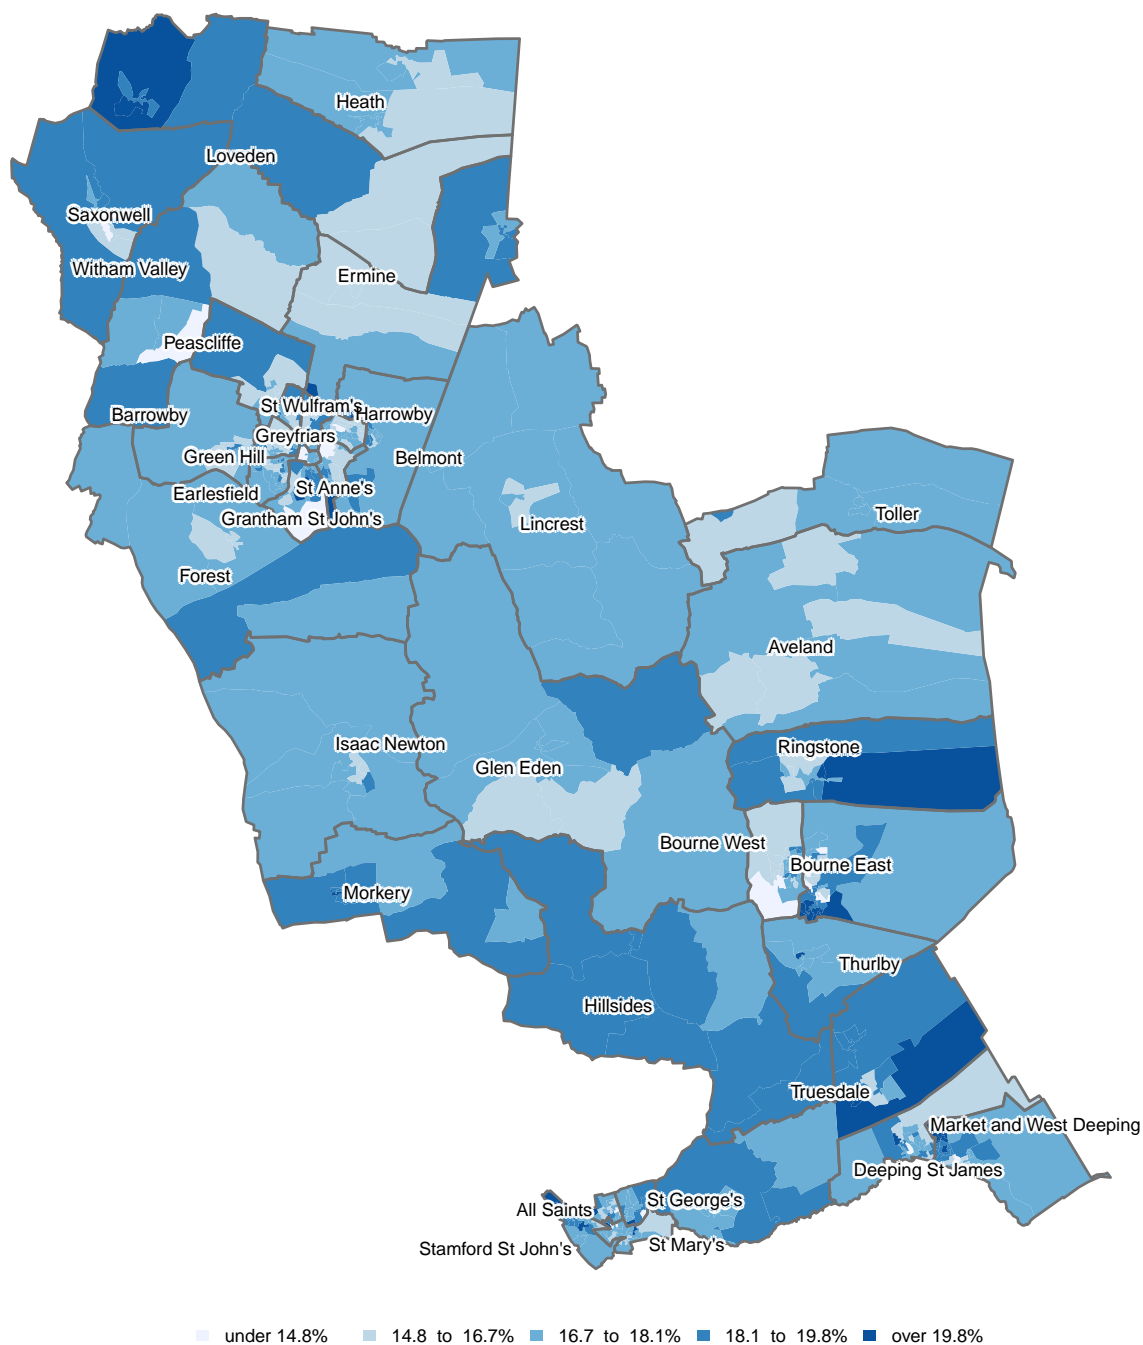 Heath
Loveden
Saxonwell
Witham Valley
Ermine
Peascliffe
St Wulfram's
Harrowby
Barrowby
Greyfriars
Green Hill
Belmont
St Anne's
Earlesfield
Grantham St John's
Lincrest
Toller
Forest
Aveland
Isaac Newton
Ringstone
Glen Eden
Bourne West
Bourne East
Morkery
Thurlby
Hillsides
Truesdale
Market and West Deeping
Deeping St James
St George's
All Saints
Stamford St John's
St Mary's
under 14.8% 14.8 to 16.7% 16.7 to 18.1% 18.1 to 19.8% over 19.8%